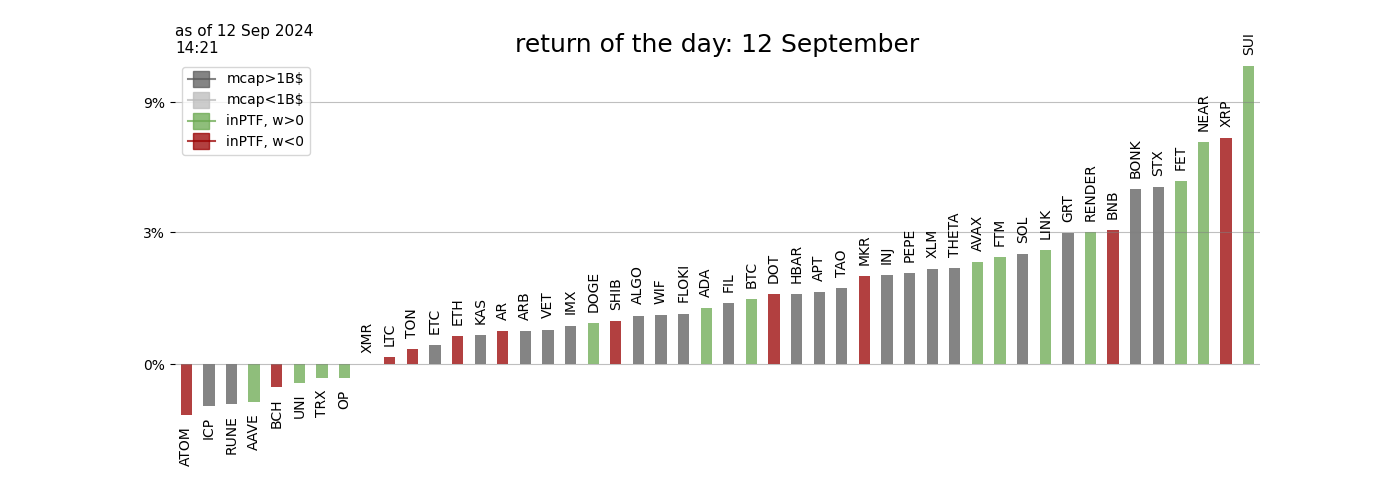 as of 12 Sep 2024
14:21
return of the day: 12 September
mcap>1B$
mcap<1B$
inPTF, w>0
inPTF, w<0
9%
3%
0%
ATOM
ICP
RUNE
AAVE
BCH
UNI
TRX
OP
XMR
LTC
TON
ETC
ETH
KAS
AR
ARB
VET
IMX
DOGE
SHIB
ALGO
WIF
FLOKI
ADA
FIL
BTC
DOT
HBAR
APT
TAO
MKR
INJ
PEPE
XLM
THETA
AVAX
FTM
SOL
LINK
GRT
RENDER
BNB
BONK
STX
FET
NEAR
XRP
SUI